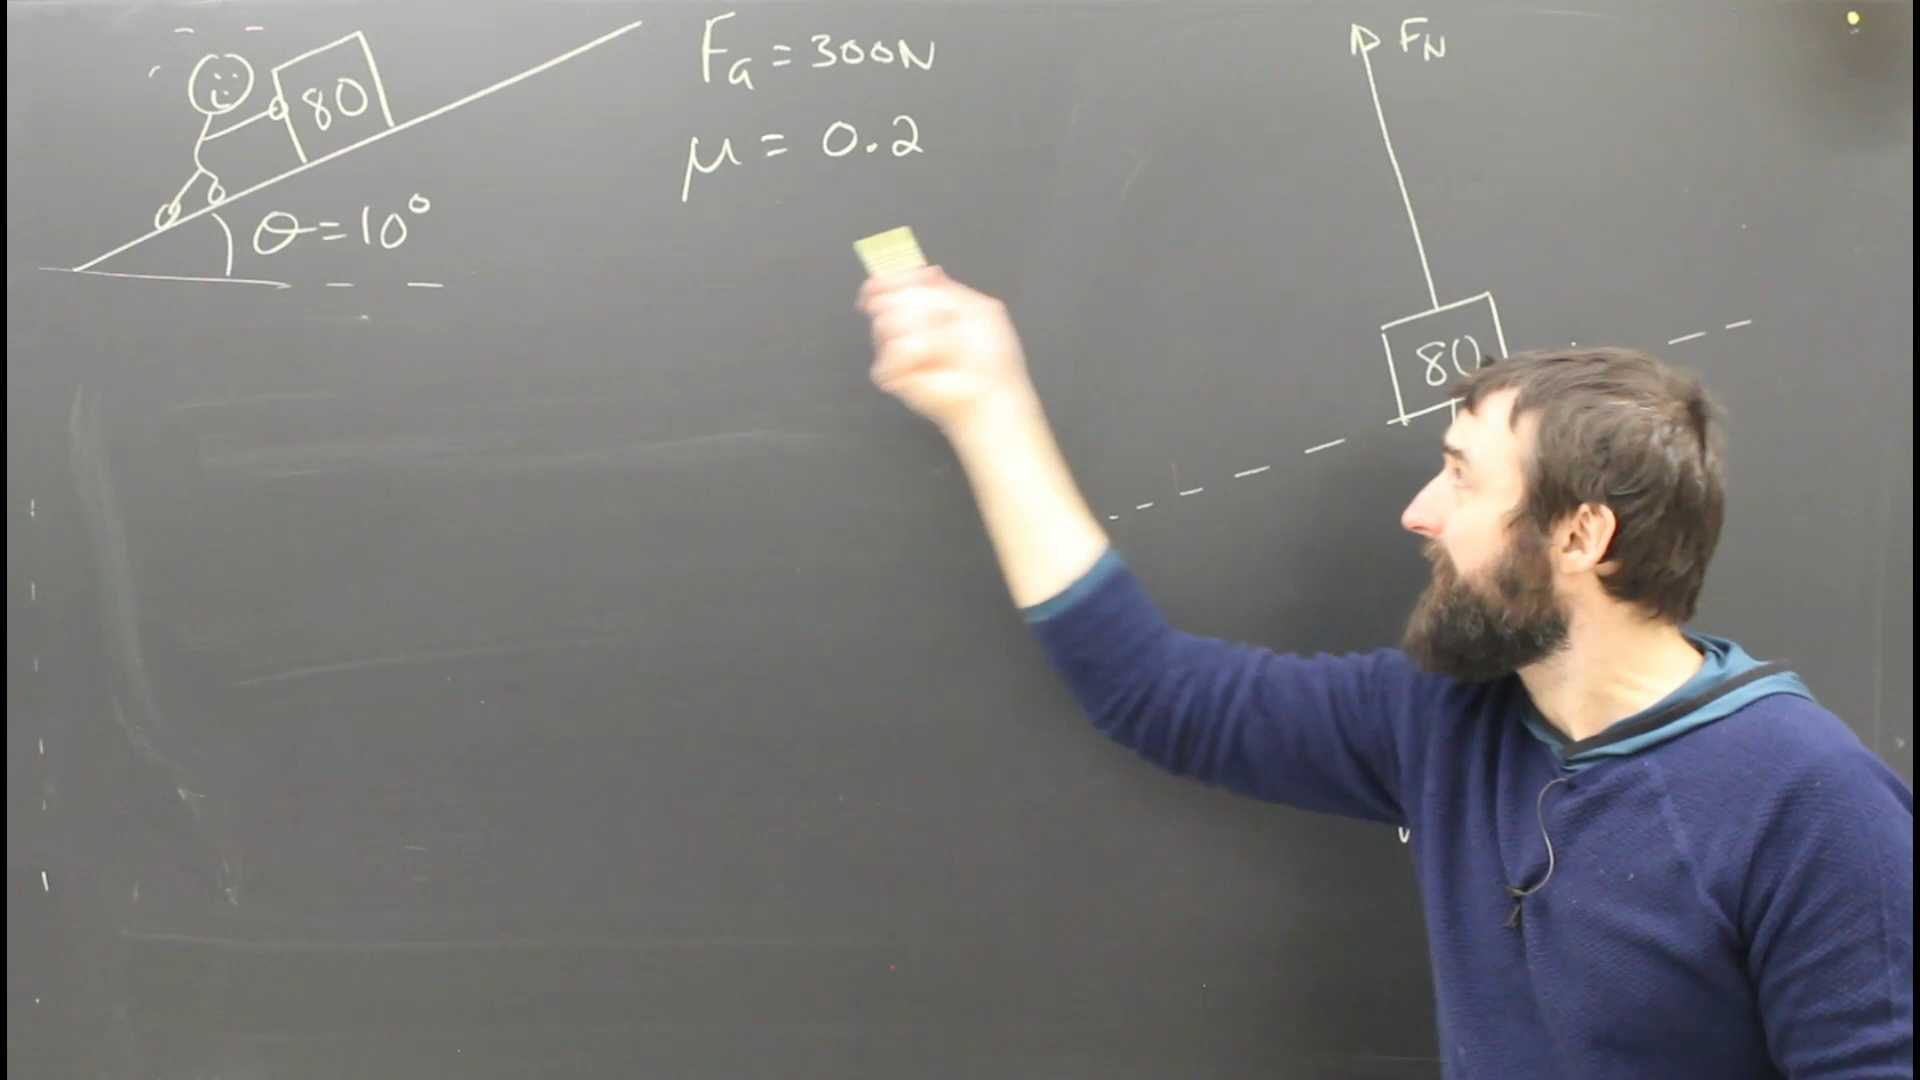 80
θ = 10°
Fa = 300N
μ = 0.2
FN
80